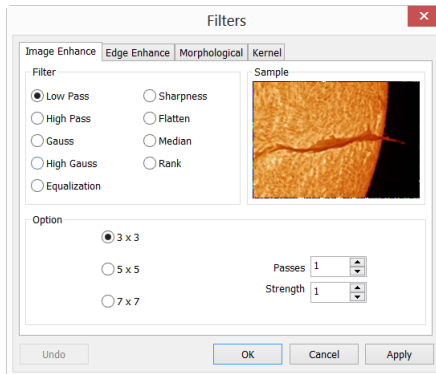 Filters
Image Enhance Edge Enhance Morphological Kernel
Filter
Low Pass Sharpness
High Pass Flatten
Gauss Median
High Gauss Rank
Equalization
Sample
Option
3 x 3
5 x 5
7 x 7
Passes 1
Strength 1
Undo OK Cancel Apply